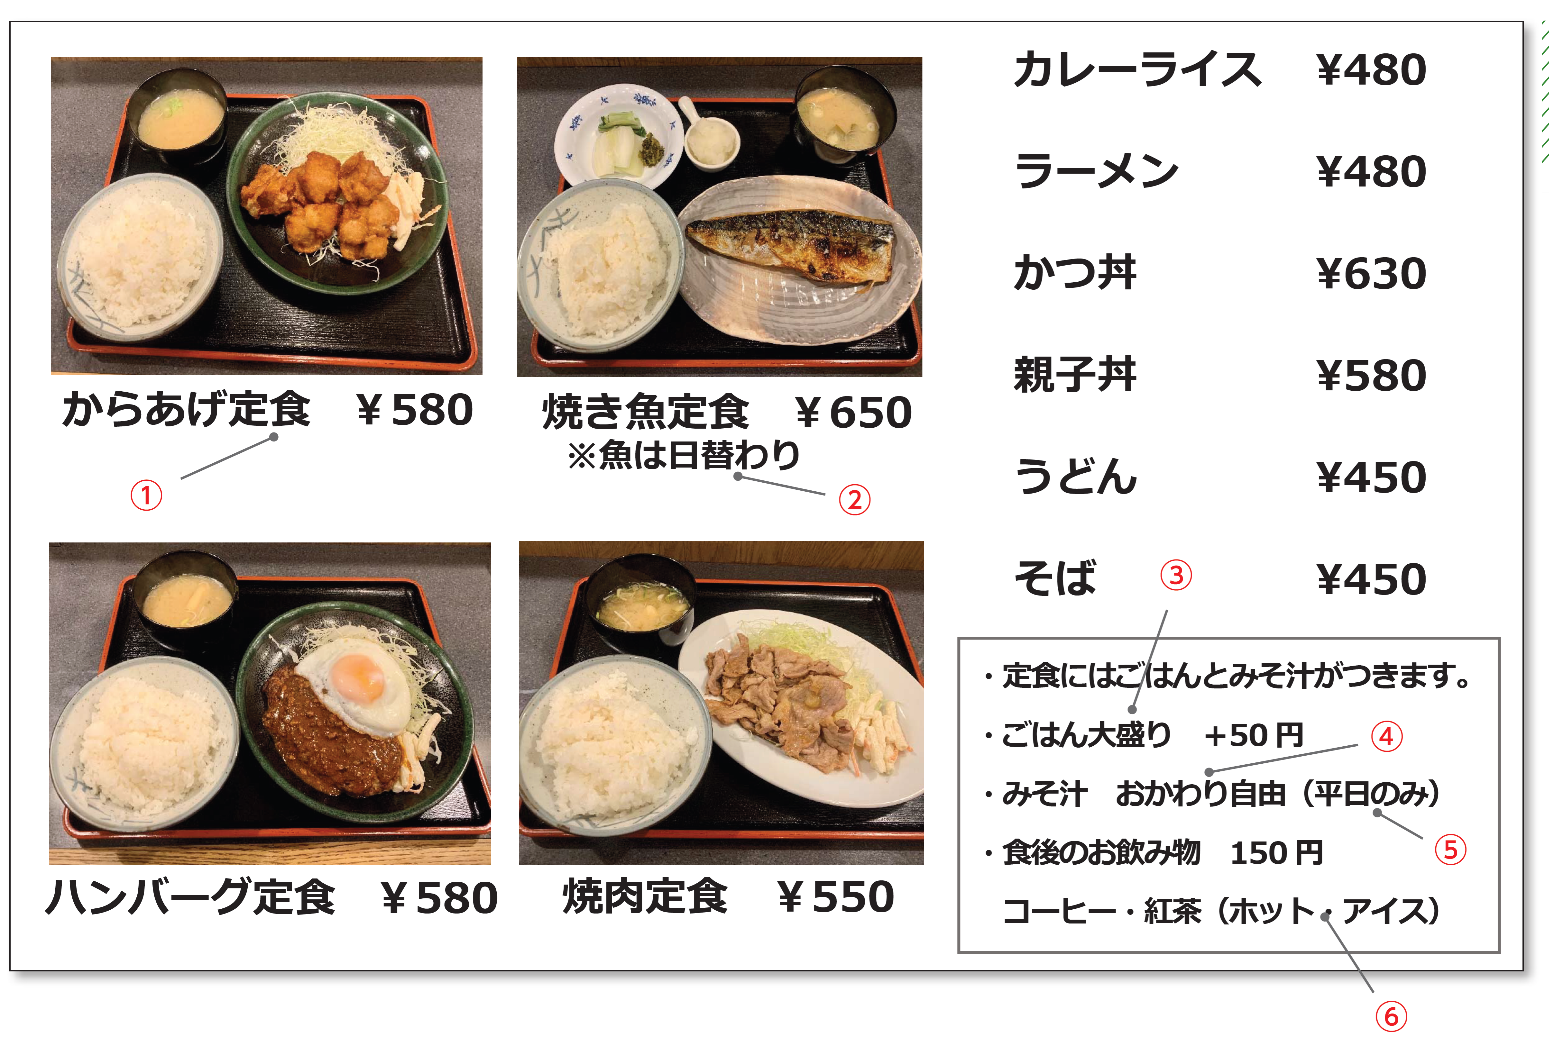 からあげ定食　¥580
①
焼き魚定食　¥650
※魚は日替わり
②
ハンバーグ定食　¥580
焼肉定食　¥550
カレーライス　¥480
ラーメン　¥480
かつ丼　¥630
親子丼　¥580
うどん　¥450
そば　¥450
③
・定食にはごはんとみそ汁がつきます。
・ごはん大盛り　+50円
④
・みそ汁　おかわり自由（平日のみ）
⑤
・食後のお飲み物　150円
コーヒー・紅茶（ホット・アイス）
⑥